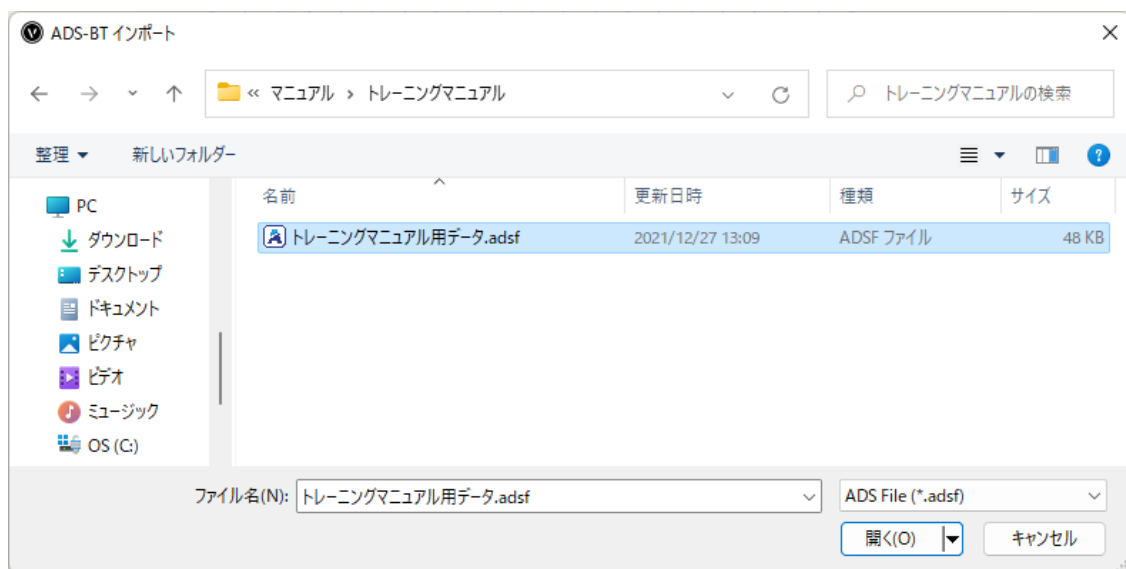 ADS-BT インポート
« マニュアル › トレーニングマニュアル
トレーニングマニュアルの検索
整理 新しいフォルダー
名前 更新日時 種類 サイズ
トレーニングマニュアル用データ.adsf 2021/12/27 13:09 ADSF ファイル 48 KB
PC
ダウンロード
デスクトップ
ドキュメント
ピクチャ
ビデオ
ミュージック
OS (C:)
ファイル名(N): トレーニングマニュアル用データ.adsf ADS File (*.adsf)
開く(O) キャンセル